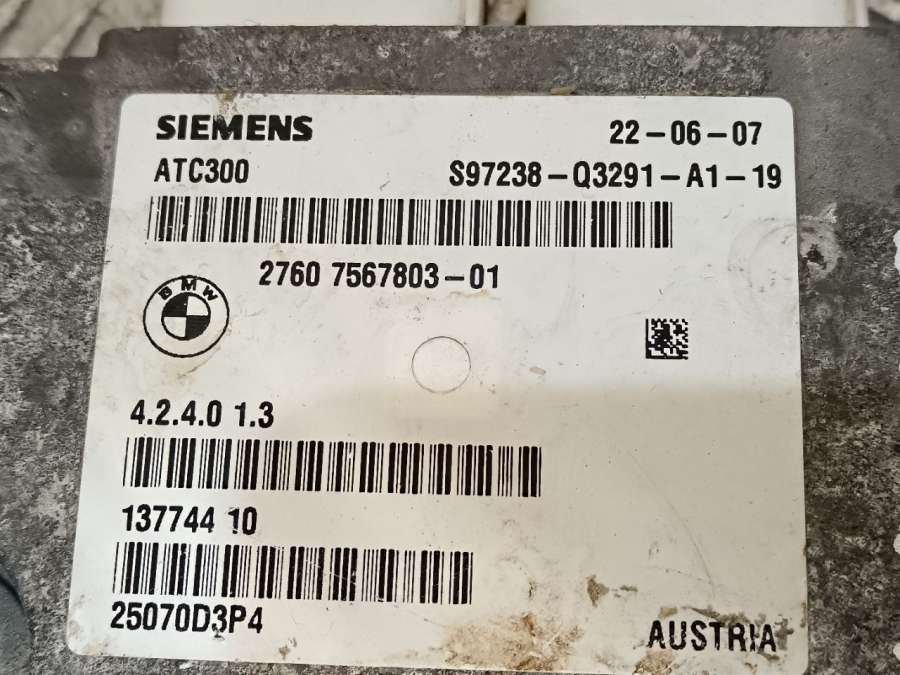 SIEMENS 22-06-07
ATC300 S97238-Q3291-A1-19
2760 7567803-01
BMW
4.2.4.0 1.3
137744 10
25070D3P4
AUSTRIA